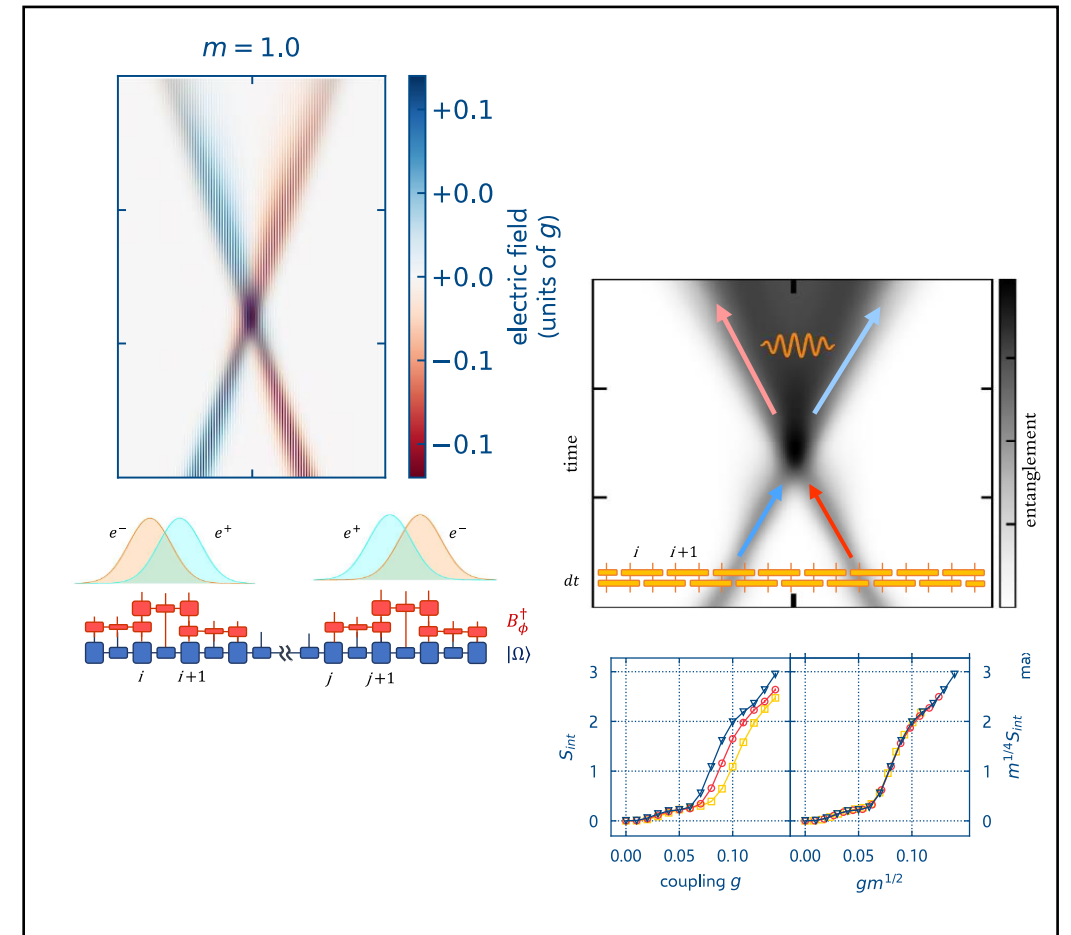 m = 1.0
+0.1
+0.0
+0.0
−0.1
−0.1
electric field
(units of g)
e⁻ e⁺ e⁺ e⁻
B†ϕ
|Ω⟩
i i+1 j j+1
time
entanglement
i i+1
dt
3
2
1
0
S_int
0.00 0.05 0.10
coupling g
3
2
1
0
max
m^{1/4}S_int
0.00 0.05 0.10
gm^{1/2}